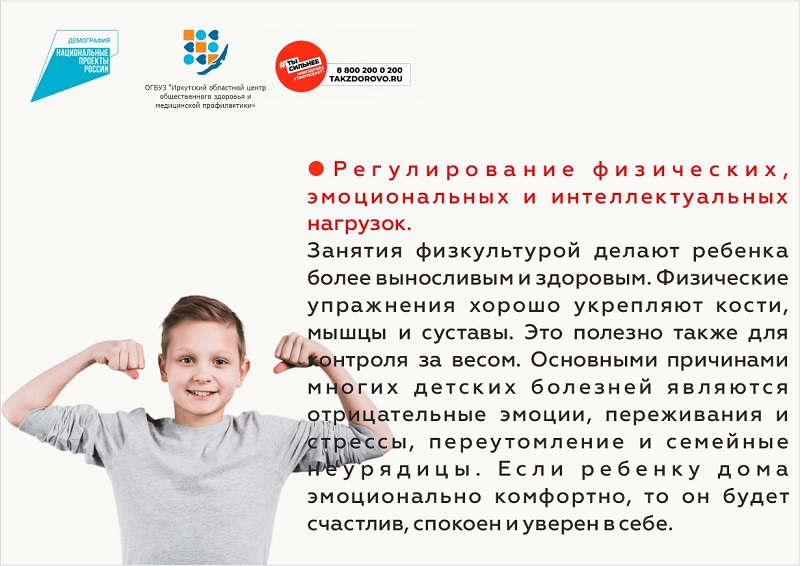 ДЕМОГРАФИЯ
НАЦИОНАЛЬНЫЕ
ПРОЕКТЫ
РОССИИ
ОГБУЗ "Иркутский областной центр
общественного здоровья и
медицинской профилактики»
#ТЫ
СИЛЬНЕЕ
МИНЗДРАВ
УТВЕРЖДАЕТ!
8 800 200 0 200
TAKZDOROVO.RU
Регулирование физических,
эмоциональных и интеллектуальных
нагрузок.
Занятия физкультурой делают ребенка
более выносливым и здоровым. Физические
упражнения хорошо укрепляют кости,
мышцы и суставы. Это полезно также для
контроля за весом. Основными причинами
многих детских болезней являются
отрицательные эмоции, переживания и
стрессы, переутомление и семейные
неурядицы. Если ребенку дома
эмоционально комфортно, то он будет
счастлив, спокоен и уверен в себе.